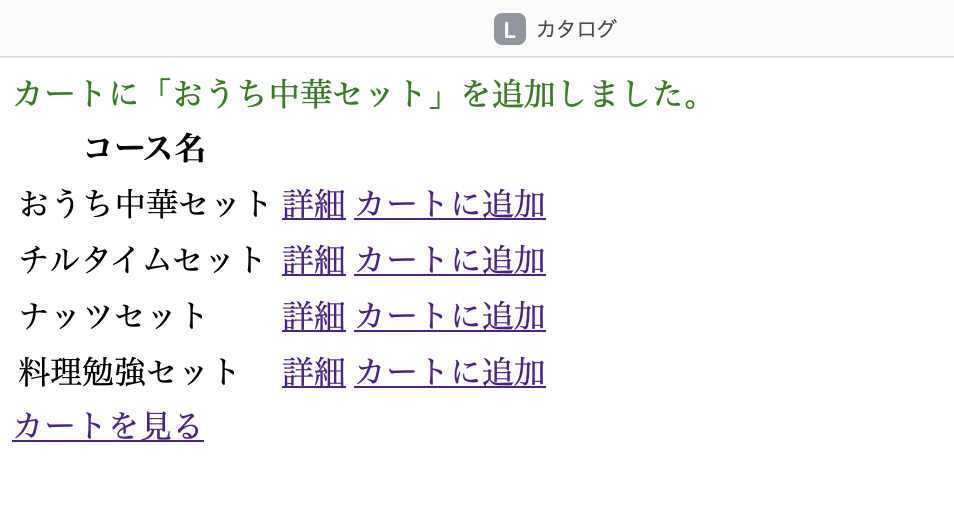 L カタログ
カートに「おうち中華セット」を追加しました。
コース名
おうち中華セット 詳細 カートに追加
チルタイムセット 詳細 カートに追加
ナッツセット 詳細 カートに追加
料理勉強セット 詳細 カートに追加
カートを見る